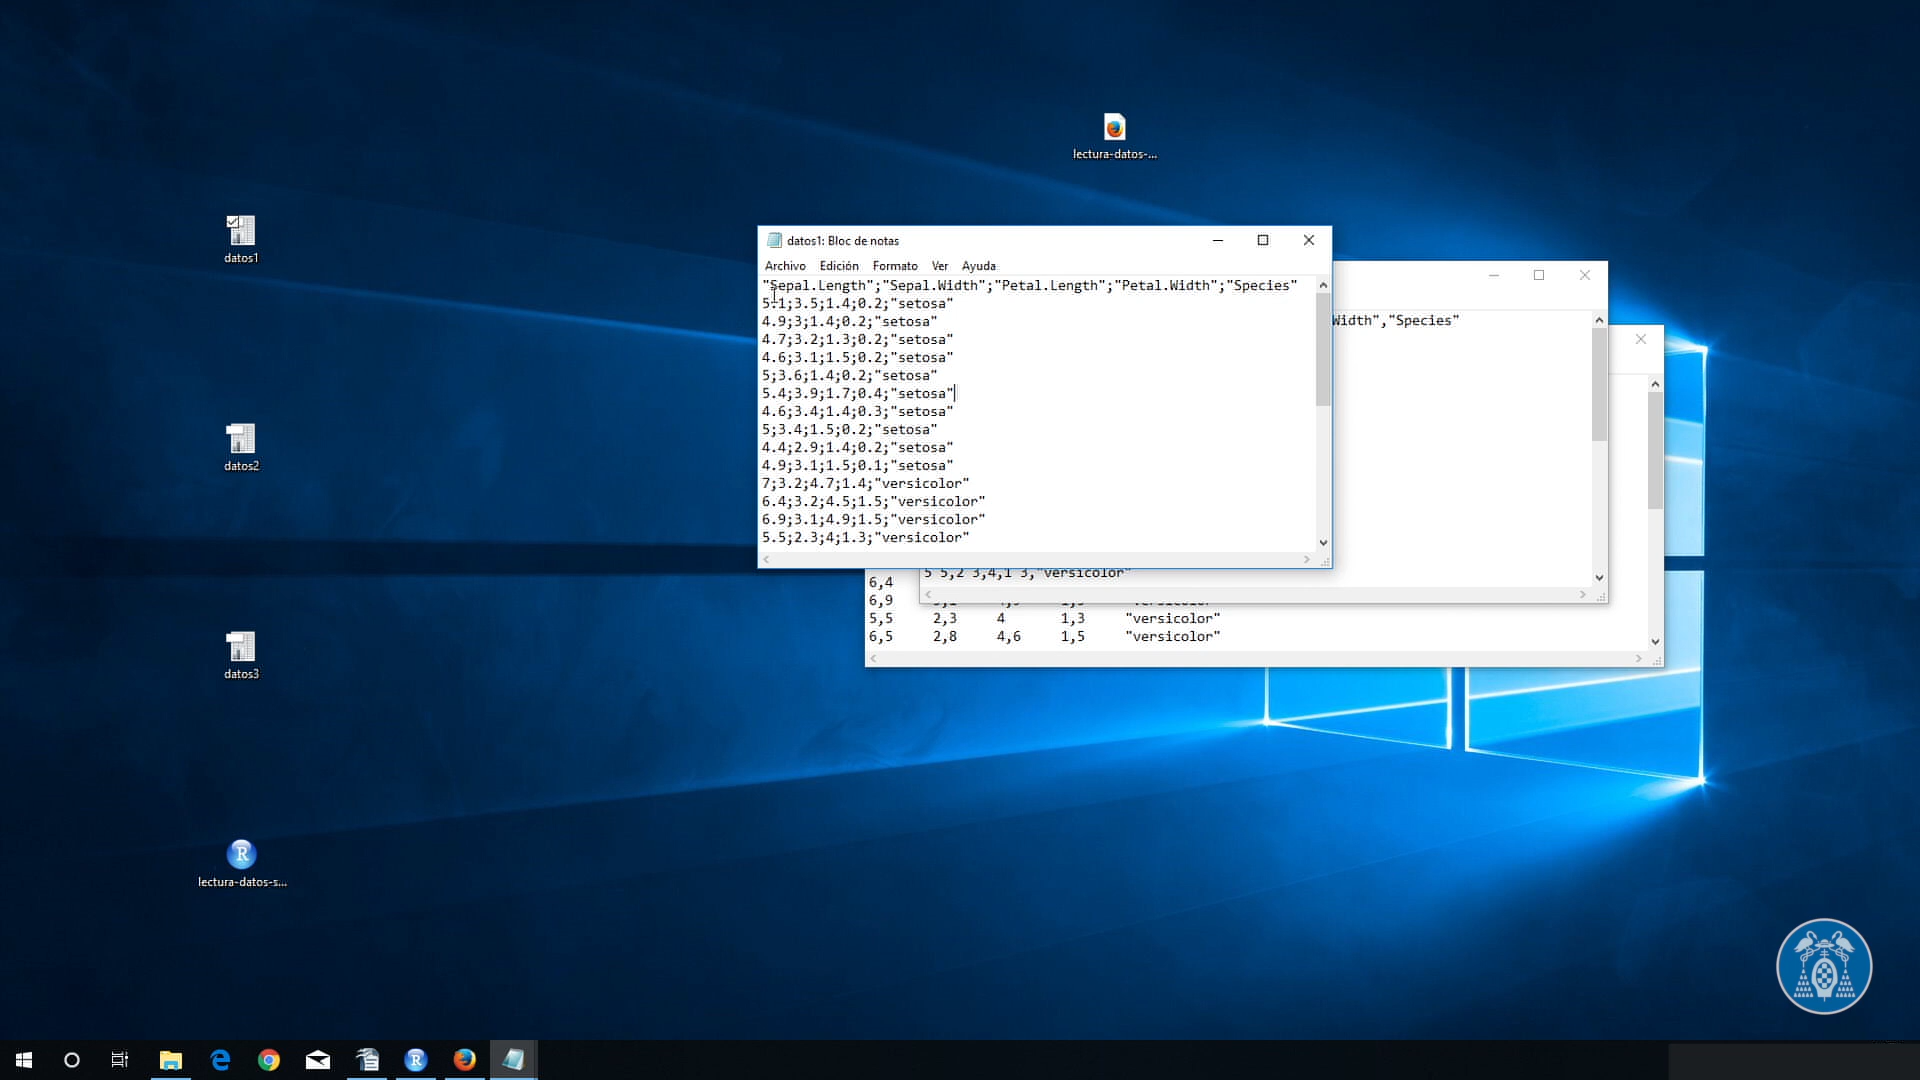 lectura-datos-...
datos1
datos2
datos3
lectura-datos-s...
datos1: Bloc de notas
Archivo Edición Formato Ver Ayuda
"Sepal.Length";"Sepal.Width";"Petal.Length";"Petal.Width";"Species"
5.1;3.5;1.4;0.2;"setosa"
4.9;3;1.4;0.2;"setosa"
4.7;3.2;1.3;0.2;"setosa"
4.6;3.1;1.5;0.2;"setosa"
5;3.6;1.4;0.2;"setosa"
5.4;3.9;1.7;0.4;"setosa"
4.6;3.4;1.4;0.3;"setosa"
5;3.4;1.5;0.2;"setosa"
4.4;2.9;1.4;0.2;"setosa"
4.9;3.1;1.5;0.1;"setosa"
7;3.2;4.7;1.4;"versicolor"
6.4;3.2;4.5;1.5;"versicolor"
6.9;3.1;4.9;1.5;"versicolor"
5.5;2.3;4;1.3;"versicolor"
Width","Species"
5 5,2 3,4,1 3,"versicolor"
6,4
6,9
5,5 2,3 4 1,3 "versicolor"
6,5 2,8 4,6 1,5 "versicolor"